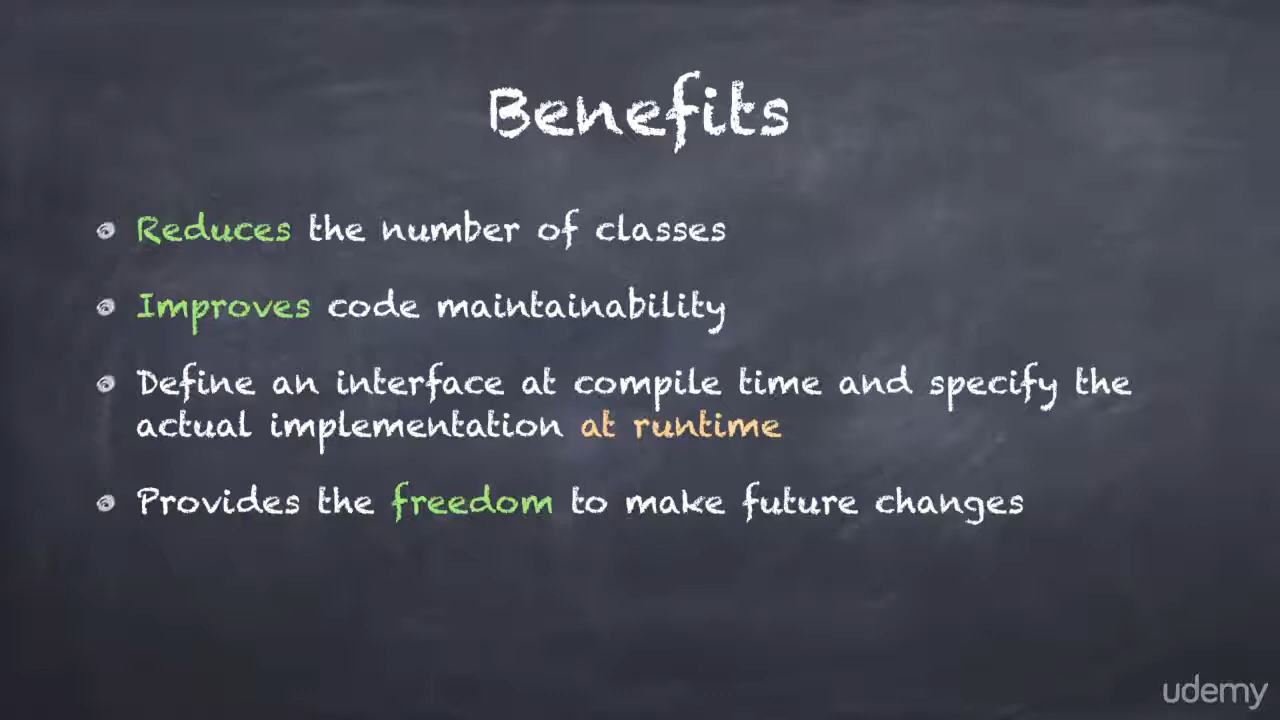 Benefits
Reduces the number of classes
Improves code maintainability
Define an interface at compile time and specify the
actual implementation at runtime
Provides the freedom to make future changes
udemy